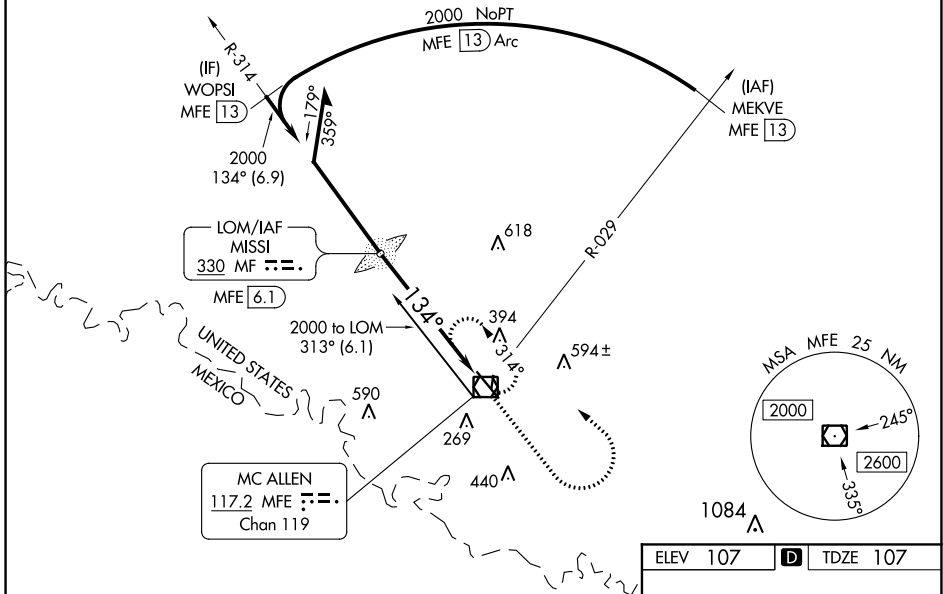 2000 NoPT
MFE 13 Arc
R-314
(IF)
WOPSI
MFE 13
179°
359°
(IAF)
MEKVE
MFE 13
2000
134° (6.9)
R-029
LOM/IAF
MISSI
330 MF
MFE 6.1
618
134°
2000 to LOM
313° (6.1)
394
314°
594±
UNITED STATES
MEXICO
590
269
440
MC ALLEN
117.2 MFE
Chan 119
MSA MFE 25 NM
2000
245°
2600
335°
1084
ELEV 107 D TDZE 107